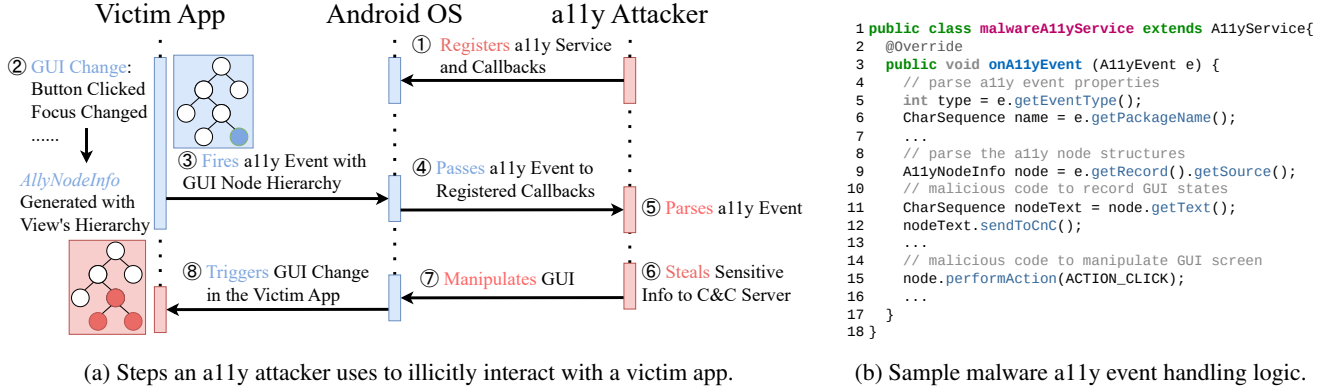 Victim App
Android OS
a11y Attacker
① Registers a11y Service
and Callbacks
② GUI Change:
Button Clicked
Focus Changed
......
AllyNodeInfo
Generated with
View's Hierarchy
③ Fires a11y Event with
GUI Node Hierarchy
④ Passes a11y Event to
Registered Callbacks
⑤ Parses a11y Event
⑥ Steals Sensitive
Info to C&C Server
⑦ Manipulates GUI
⑧ Triggers GUI Change
in the Victim App
(a) Steps an a11y attacker uses to illicitly interact with a victim app.
1 public class malwareA11yService extends A11yService{
2 @Override
3 public void onA11yEvent (A11yEvent e) {
4 // parse a11y event properties
5 int type = e.getEventType();
6 CharSequence name = e.getPackageName();
7 ...
8 // parse the a11y node structures
9 A11yNodeInfo node = e.getRecord().getSource();
10 // malicious code to record GUI states
11 CharSequence nodeText = node.getText();
12 nodeText.sendToCnC();
13 ...
14 // malicious code to manipulate GUI screen
15 node.performAction(ACTION_CLICK);
16 ...
17 }
18 }
(b) Sample malware a11y event handling logic.